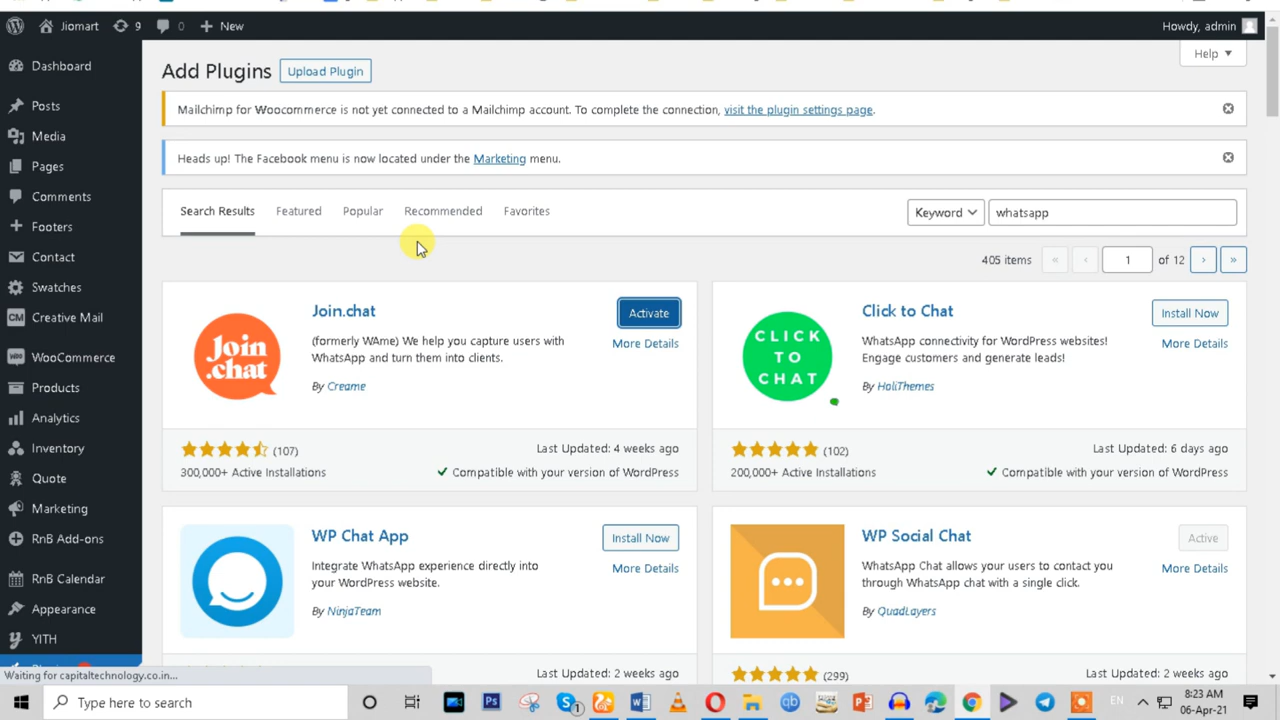 Jiomart
9
0
New
Howdy, admin
Help
Dashboard
Posts
Media
Pages
Comments
Footers
Contact
Swatches
CM Creative Mail
Woo WooCommerce
Products
Analytics
Inventory
Quote
Marketing
RnB Add-ons
RnB Calendar
Appearance
YITH
Add Plugins
Upload Plugin
Mailchimp for Woocommerce is not yet connected to a Mailchimp account. To complete the connection, visit the plugin settings page.
Heads up! The Facebook menu is now located under the Marketing menu.
Search Results
Featured
Popular
Recommended
Favorites
Keyword
whatsapp
405 items
«
‹
1
of 12
›
»
Join.chat
Join.chat
(formerly WAme) We help you capture users with
WhatsApp and turn them into clients.
By Creame
Activate
More Details
(107)
300,000+ Active Installations
Last Updated: 4 weeks ago
Compatible with your version of WordPress
CLICK
TO
CHAT
Click to Chat
WhatsApp connectivity for WordPress websites!
Engage customers and generate leads!
By HoliThemes
Install Now
More Details
(102)
200,000+ Active Installations
Last Updated: 6 days ago
Compatible with your version of WordPress
WP Chat App
Integrate WhatsApp experience directly into
your WordPress website.
By NinjaTeam
Install Now
More Details
Last Updated: 2 weeks ago
WP Social Chat
WhatsApp Chat allows your users to contact you
through WhatsApp chat with a single click.
By QuadLayers
Active
More Details
(299)
Last Updated: 2 weeks ago
Waiting for capitaltechnology.co.in...
Type here to search
Ps
S
1
W
qb
P
EN
8:23 AM
06-Apr-21